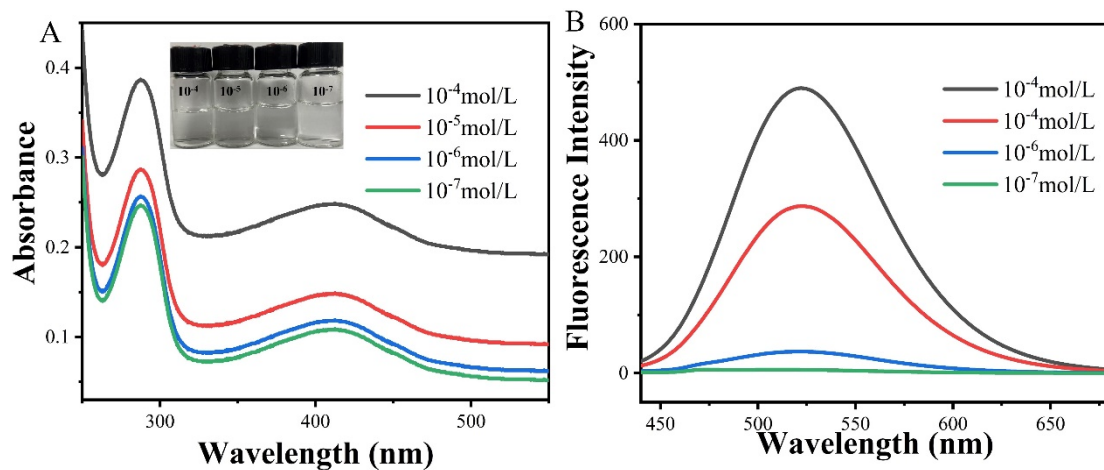 A
0.4
0.3
0.2
0.1
Absorbance
300
400
500
Wavelength (nm)
10⁻⁴
10⁻⁵
10⁻⁶
10⁻⁷
10⁻⁴mol/L
10⁻⁵mol/L
10⁻⁶mol/L
10⁻⁷mol/L
B
600
400
200
0
Fluorescence Intensity
450
500
550
600
650
Wavelength (nm)
10⁻⁴mol/L
10⁻⁴mol/L
10⁻⁶mol/L
10⁻⁷mol/L